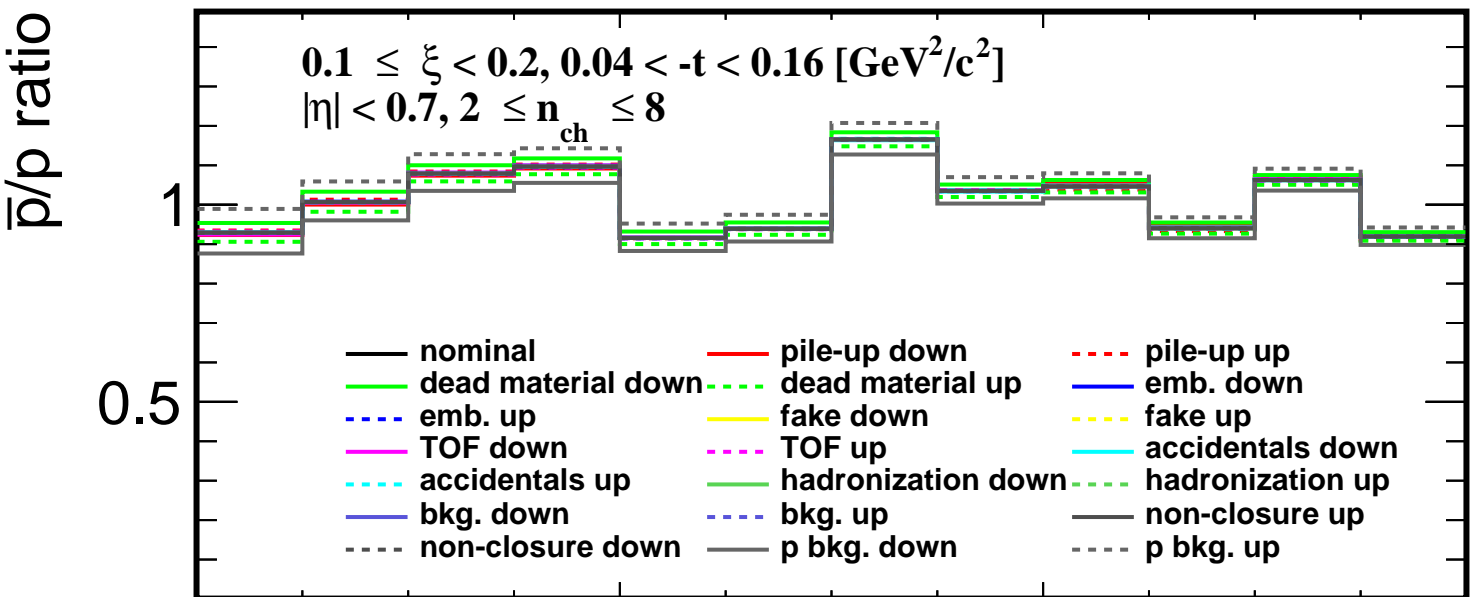 p̅/p ratio
0.1 ≤ ξ < 0.2, 0.04 < -t < 0.16 [GeV²/c²]
|η| < 0.7, 2 ≤ n_ch ≤ 8
1
0.5
nominal pile-up down pile-up up
dead material down dead material up emb. down
emb. up fake down fake up
TOF down TOF up accidentals down
accidentals up hadronization down hadronization up
bkg. down bkg. up non-closure up
non-closure down p bkg. down p bkg. up